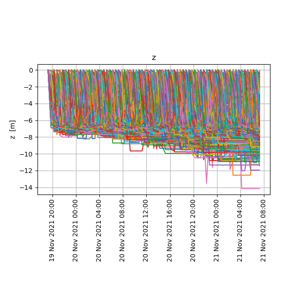 z
0
−2
−4
−6
−8
−10
−12
−14
z [m]
19 Nov 2021 20:00
20 Nov 2021 00:00
20 Nov 2021 04:00
20 Nov 2021 08:00
20 Nov 2021 12:00
20 Nov 2021 16:00
20 Nov 2021 20:00
21 Nov 2021 00:00
21 Nov 2021 04:00
21 Nov 2021 08:00